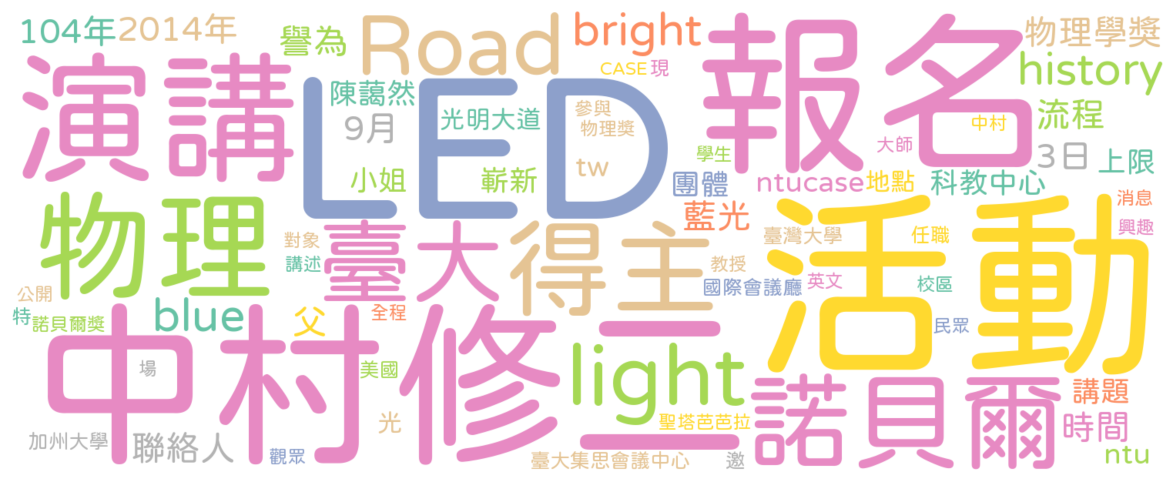 104年
2014年
譽為
Road
bright
CASE
現
物理學獎
history
演講
LED
陳藹然
9月
光明大道
參與
物理獎
報名
中村
流程
大師
3日
上限
學生
小姐
嶄新
tw
團體
ntucase
地點
科教中心
消息
物理
臺大
得主
藍光
活動
興趣
對象
講述
臺灣大學
任職
教授
國際會議廳
英文
校區
公開
特
諾貝爾獎
blue
父
全程
民眾
中村修二
light
場
美國
諾貝爾
講題
光
聖塔芭芭拉
時間
加州大學
聯絡人
觀眾
臺大集思會議中心
邀
ntu